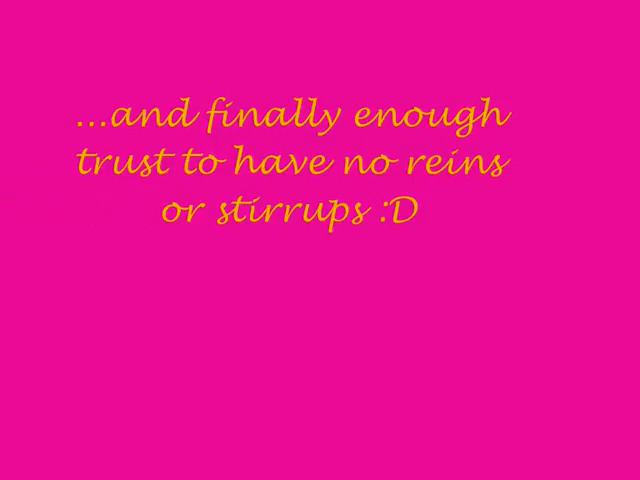 ...and finally enough
trust to have no reins
or stirrups :D